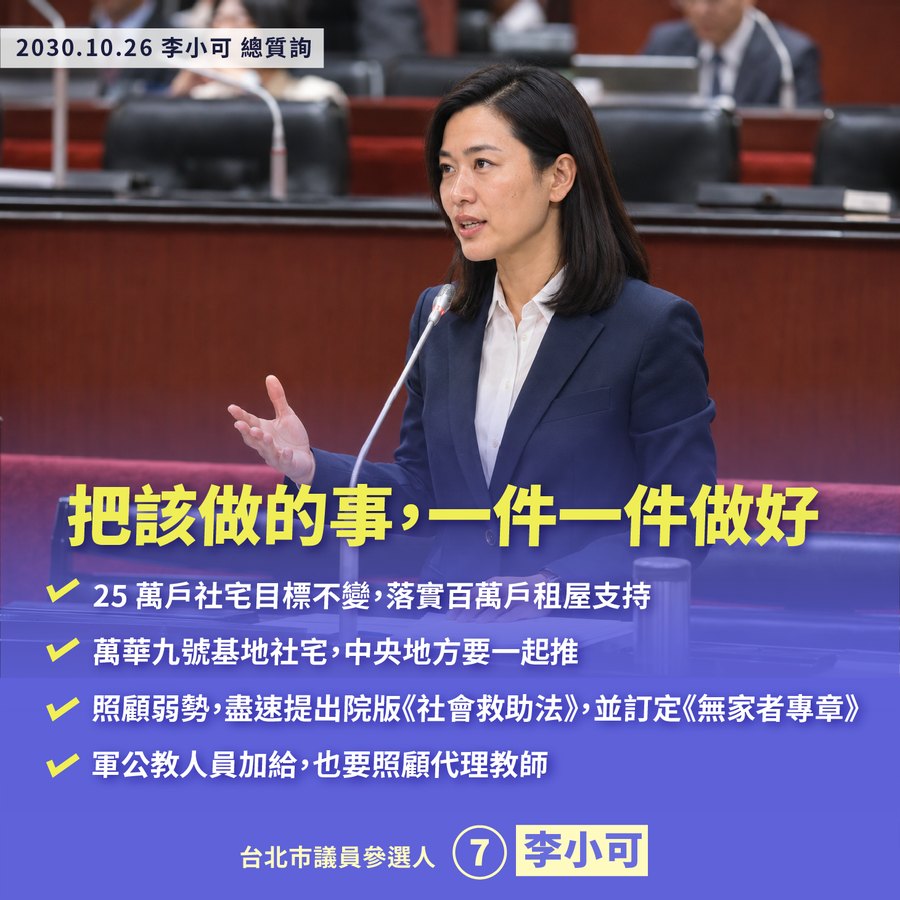 2030.10.26 李小可 總質詢
把該做的事，一件一件做好
25 萬戶社宅目標不變，落實百萬戶租屋支持
萬華九號基地社宅，中央地方要一起推
照顧弱勢，盡速提出院版《社會救助法》，並訂定《無家者專章》
軍公教人員加給，也要照顧代理教師
台北市議員參選人 7 李小可